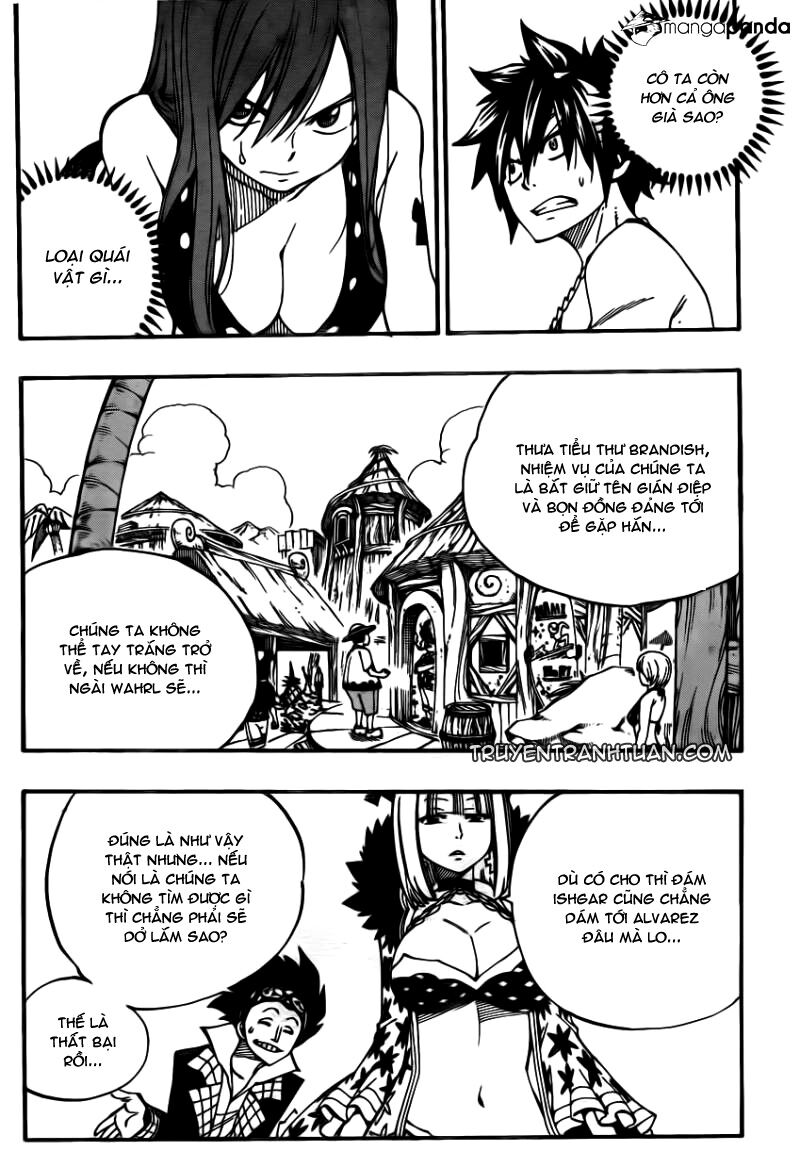 mangapanda
CÔ TA CÒN
HƠN CẢ ÔNG
GIÀ SAO?
LOẠI QUÁI
VẬT GÌ...
THƯA TIỂU THƯ BRANDISH,
NHIỆM VỤ CỦA CHÚNG TA
LÀ BẮT GIỮ TÊN GIÁN ĐIỆP
VÀ BỌN ĐỒNG ĐẢNG TỚI
ĐỂ GẶP HẮN...
CHÚNG TA KHÔNG
THỂ TAY TRẮNG TRỞ
VỀ, NẾU KHÔNG THÌ
NGÀI WAHRL SẼ...
TRUYENTRANHTUAN.COM
ĐÚNG LÀ NHƯ VẬY
THẬT NHƯNG... NẾU
NÓI LÀ CHÚNG TA
KHÔNG TÌM ĐƯỢC GÌ
THÌ CHẲNG PHẢI SẼ
DỞ LẮM SAO?
DÙ CÓ CHO THÌ ĐÁM
ISHGAR CŨNG CHẲNG
DÁM TỚI ALVAREZ
ĐÂU MÀ LO...
THẾ LÀ
THẤT BẠI
RỒI....